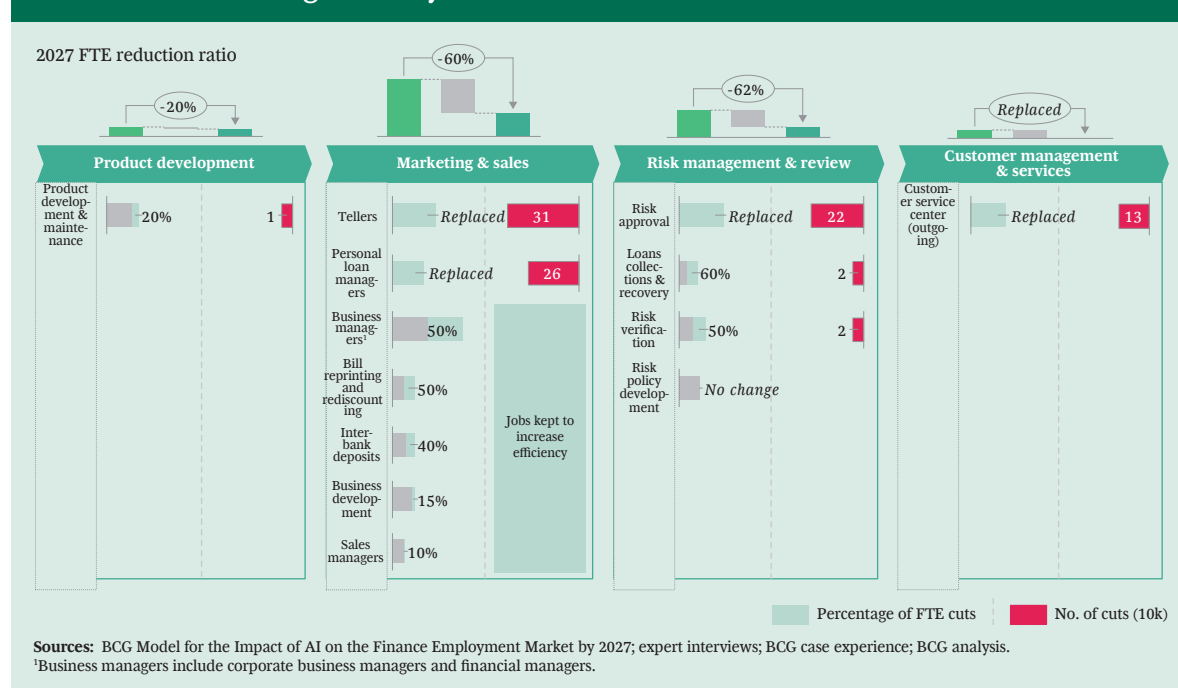 2027 FTE reduction ratio
-20%
-60%
-62%
Replaced
Product development
Marketing & sales
Risk management & review
Customer management
& services
Product
develop-
ment &
mainte-
nance
20%
1
Tellers
Replaced
31
Personal
loan
manag-
ers
Replaced
26
Business
manag-
ers¹
50%
Bill
reprinting
and
rediscount
ing
50%
Inter-
bank
deposits
40%
Business
develop-
ment
15%
Sales
managers
10%
Jobs kept to
increase
efficiency
Risk
approval
Replaced
22
Loans
collec-
tions &
recovery
60%
2
Risk
verifica-
tion
50%
2
Risk
policy
develop-
ment
No change
Custom-
er service
center
(outgo-
ing)
Replaced
13
Percentage of FTE cuts
No. of cuts (10k)
Sources: BCG Model for the Impact of AI on the Finance Employment Market by 2027; expert interviews; BCG case experience; BCG analysis.
¹Business managers include corporate business managers and financial managers.